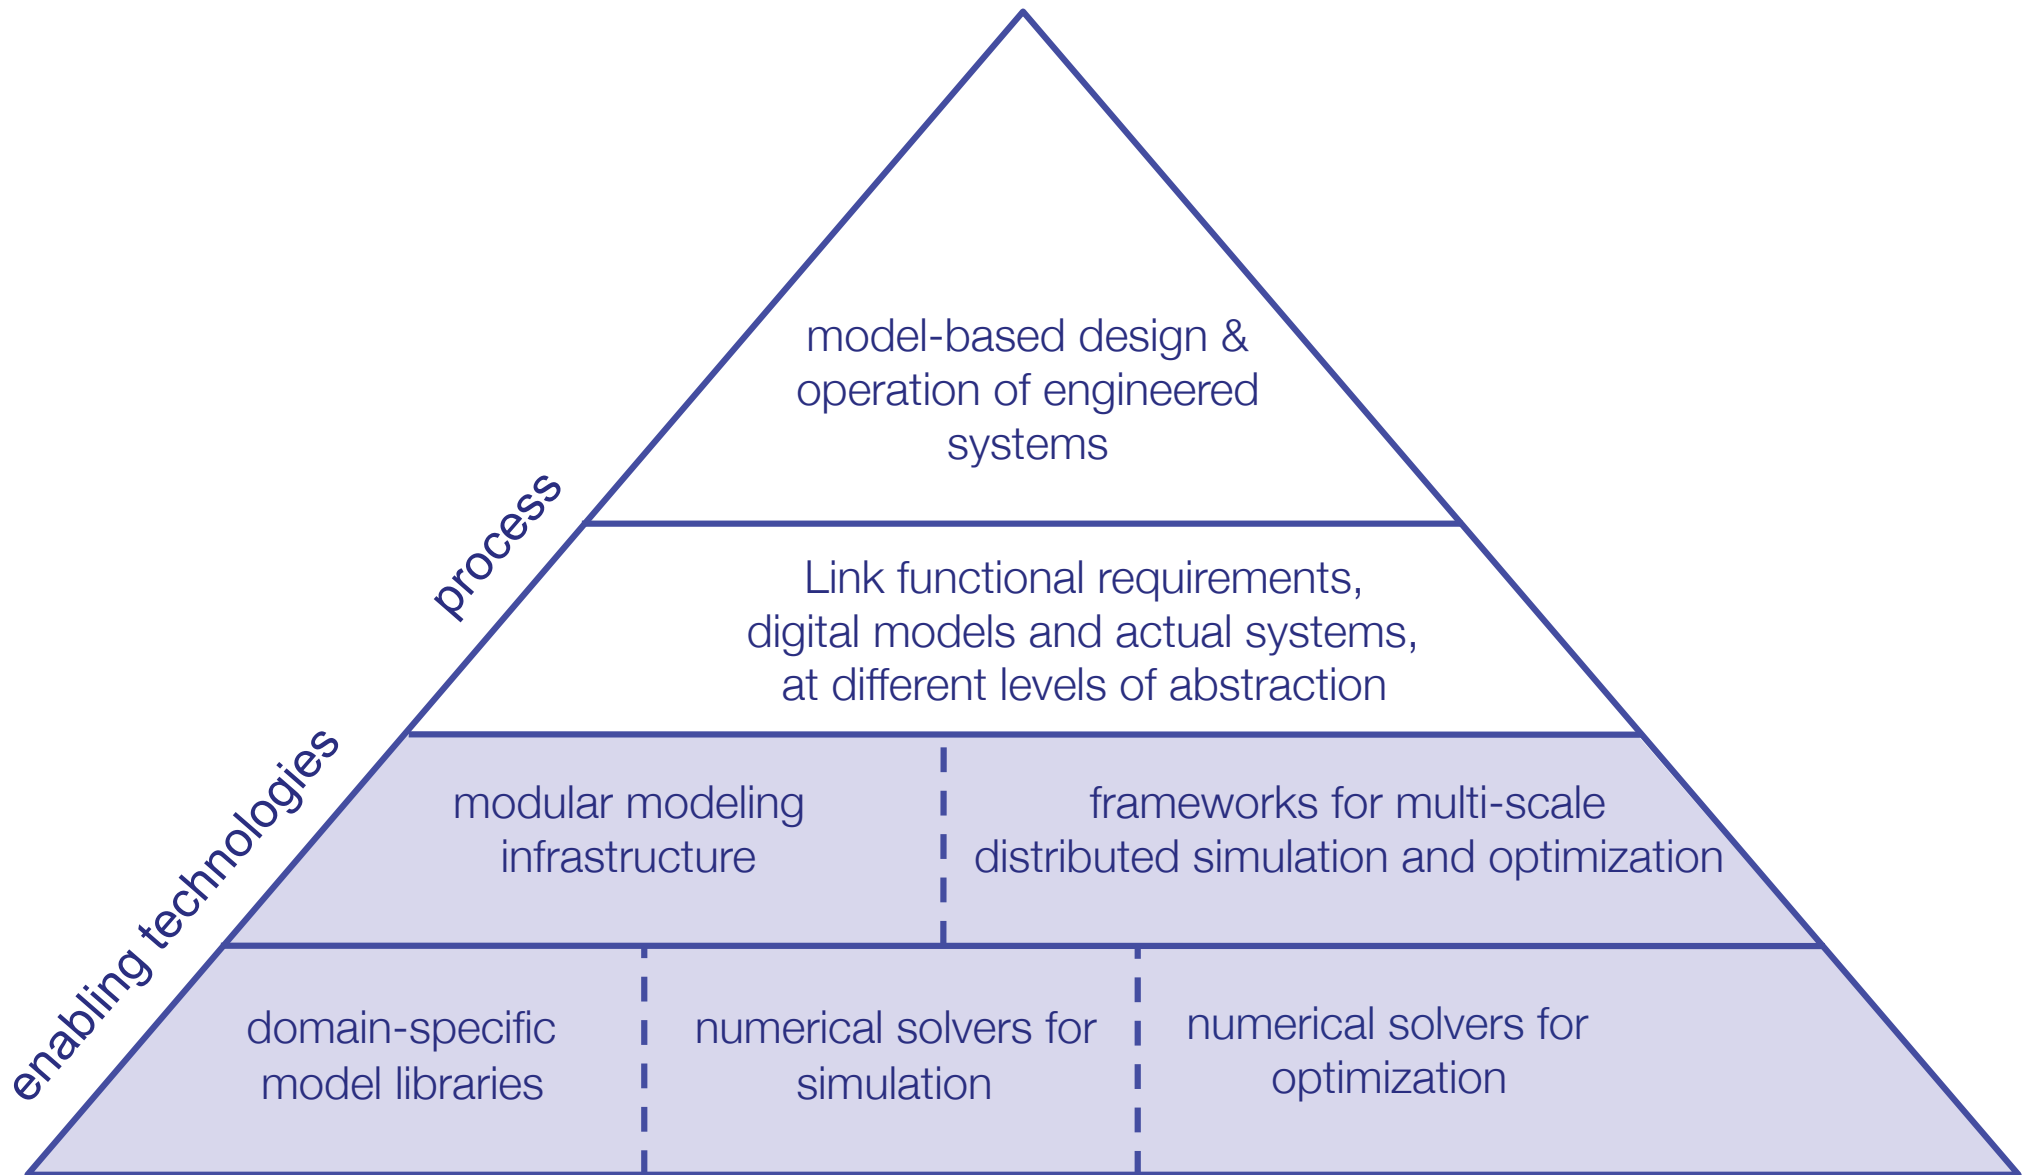 model-based design &
operation of engineered
systems
process
Link functional requirements,
digital models and actual systems,
at different levels of abstraction
enabling technologies
modular modeling
infrastructure
frameworks for multi-scale
distributed simulation and optimization
domain-specific
model libraries
numerical solvers for
simulation
numerical solvers for
optimization